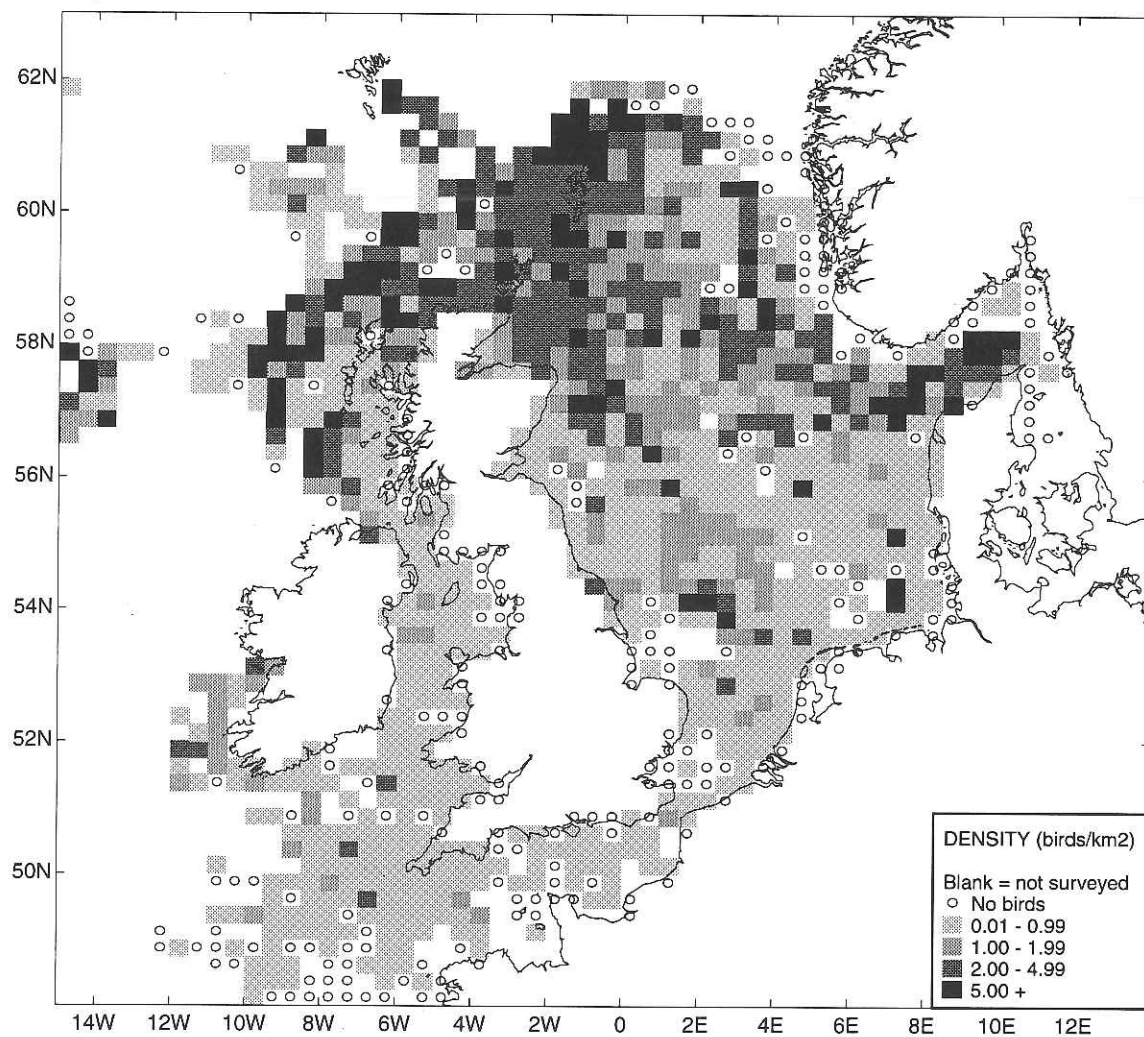 62N
60N
58N
56N
54N
52N
50N
14W 12W 10W 8W 6W 4W 2W 0 2E 4E 6E 8E 10E 12E
DENSITY (birds/km2)
Blank = not surveyed
No birds
0.01 - 0.99
1.00 - 1.99
2.00 - 4.99
5.00 +